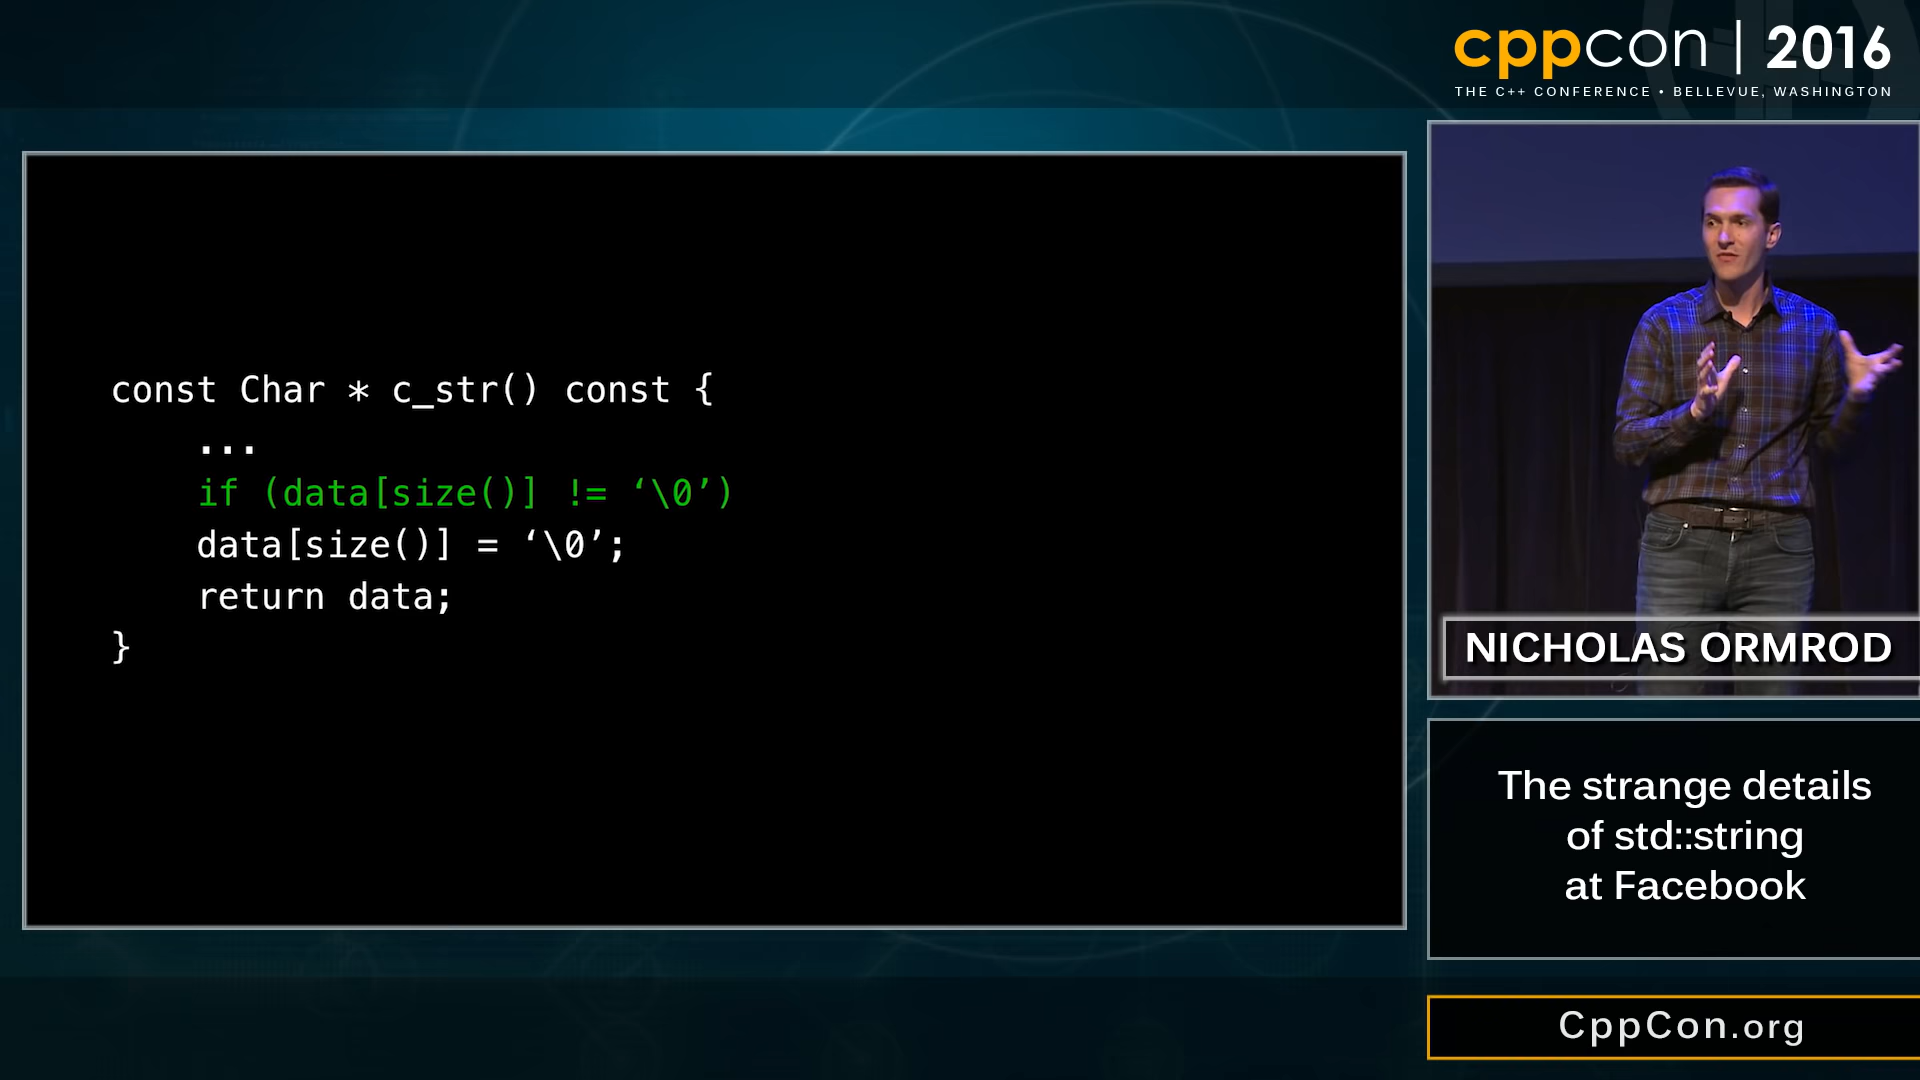 cppcon | 2016
THE C++ CONFERENCE • BELLEVUE, WASHINGTON
const Char * c_str() const {
...
if (data[size()] != ‘\0’)
data[size()] = ‘\0’;
return data;
}
NICHOLAS ORMROD
The strange details
of std::string
at Facebook
CppCon.org